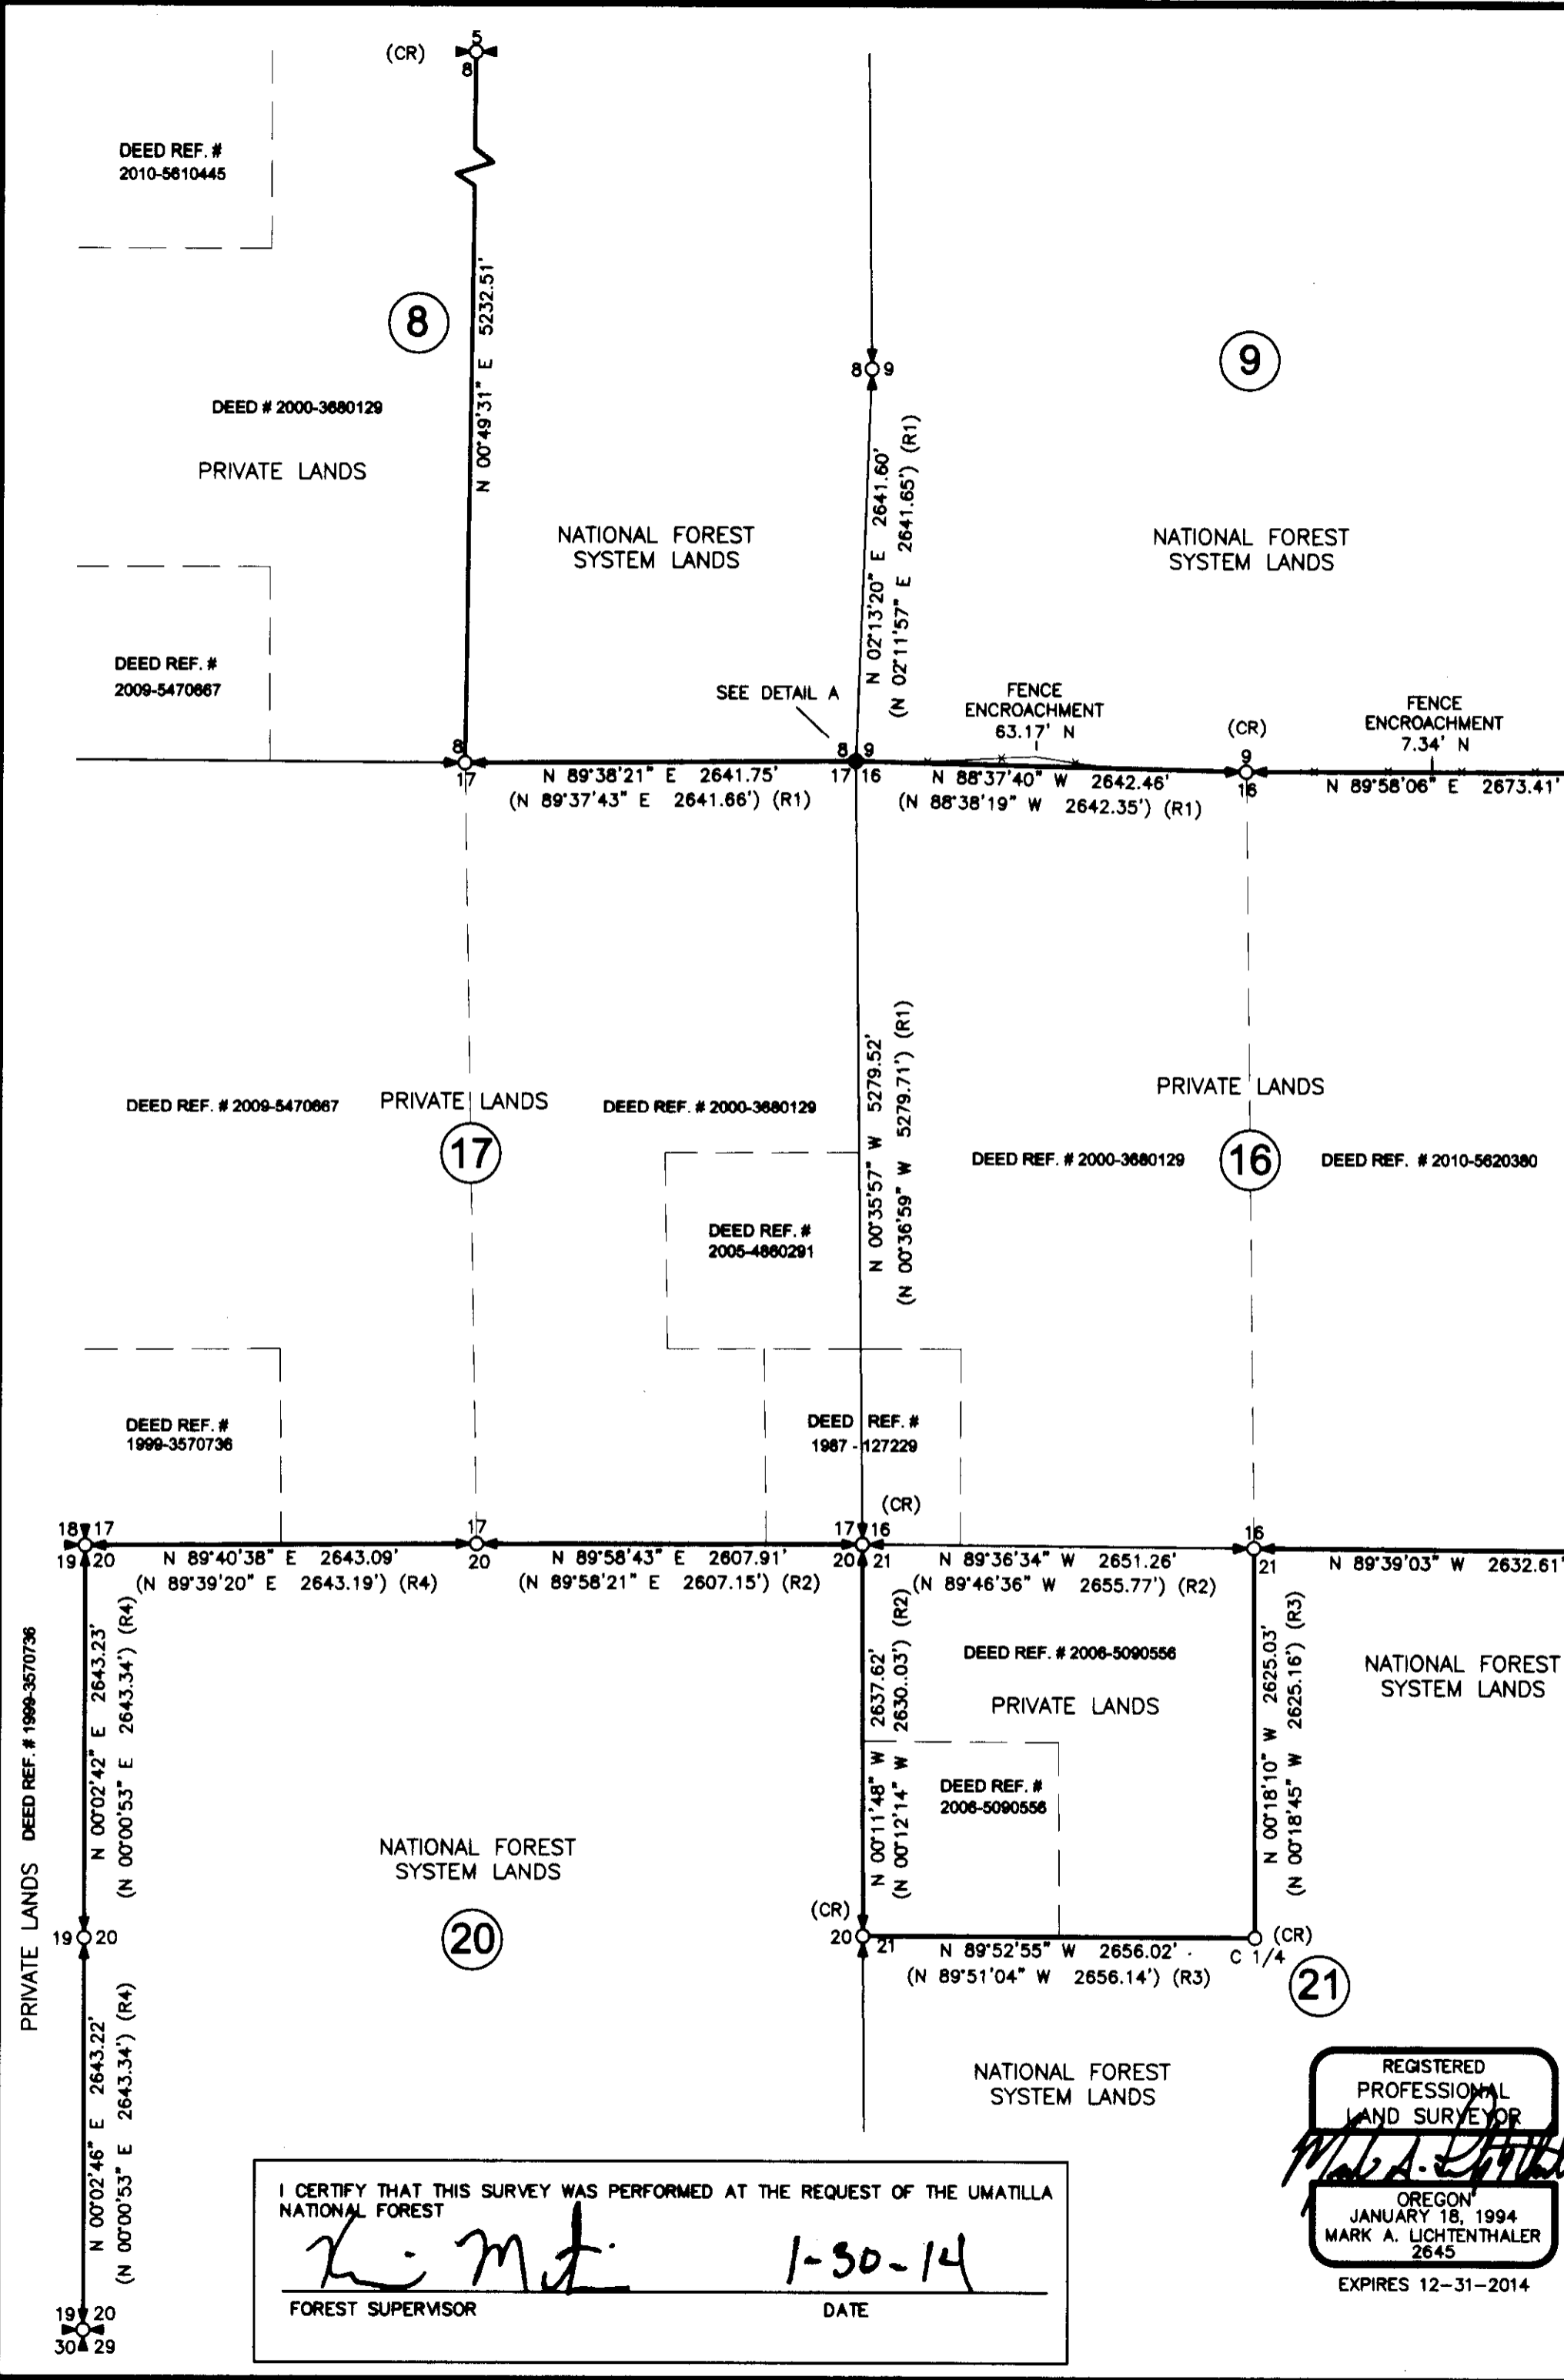 (CR)
5
8
DEED REF. #
2010-5610445
N 00°49'31" E 5232.51'
8
DEED # 2000-3680129
PRIVATE LANDS
8 9
9
NATIONAL FOREST
SYSTEM LANDS
N 02°13'20" E 2641.60'
(N 02°11'57" E 2641.65') (R1)
NATIONAL FOREST
SYSTEM LANDS
DEED REF. #
2009-5470667
SEE DETAIL A
FENCE
ENCROACHMENT
63.17' N
(CR)
FENCE
ENCROACHMENT
7.34' N
8
17
8 9
17 16
9
16
N 89°38'21" E 2641.75'
(N 89°37'43" E 2641.66') (R1)
N 88°37'40" W 2642.46'
(N 88°38'19" W 2642.35') (R1)
N 89°58'06" E 2673.41'
N 00°35'57" W 5279.52'
(N 00°36'59" W 5279.71') (R1)
DEED REF. # 2009-5470667
PRIVATE LANDS
DEED REF. # 2000-3680129
PRIVATE LANDS
17
DEED REF. # 2000-3680129
16
DEED REF. # 2010-5620380
DEED REF. #
2005-4860291
DEED REF. #
1999-3570736
DEED REF. #
1987 - 127229
(CR)
18 17
19 20
17
20
17 16
20 21
16
21
N 89°40'38" E 2643.09'
(N 89°39'20" E 2643.19') (R4)
N 89°58'43" E 2607.91'
(N 89°58'21" E 2607.15') (R2)
N 89°36'34" W 2651.26'
(N 89°46'36" W 2655.77') (R2)
N 89°39'03" W 2632.61'
PRIVATE LANDS DEED REF. # 1999-3570736
N 00°02'42" E 2643.23'
(N 00°00'53" E 2643.34') (R4)
N 00°11'48" W 2637.62'
(N 00°12'14" W 2630..03') (R2)
DEED REF. # 2006-5090556
PRIVATE LANDS
DEED REF. #
2006-5090556
N 00°18'10" W 2625.03'
(N 00°18'45" W 2625.16') (R3)
NATIONAL FOREST
SYSTEM LANDS
NATIONAL FOREST
SYSTEM LANDS
20
19 20
(CR)
20 21
N 89°52'55" W 2656.02'
(N 89°51'04" W 2656.14') (R3)
C 1/4
(CR)
21
N 00°02'46" E 2643.22'
(N 00°00'53" E 2643.34') (R4)
NATIONAL FOREST
SYSTEM LANDS
19 20
30 29
I CERTIFY THAT THIS SURVEY WAS PERFORMED AT THE REQUEST OF THE UMATILLA
NATIONAL FOREST
1-30-14
FOREST SUPERVISOR
DATE
REGISTERED
PROFESSIONAL
LAND SURVEYOR
OREGON
JANUARY 18, 1994
MARK A. LICHTENTHALER
2645
EXPIRES 12-31-2014